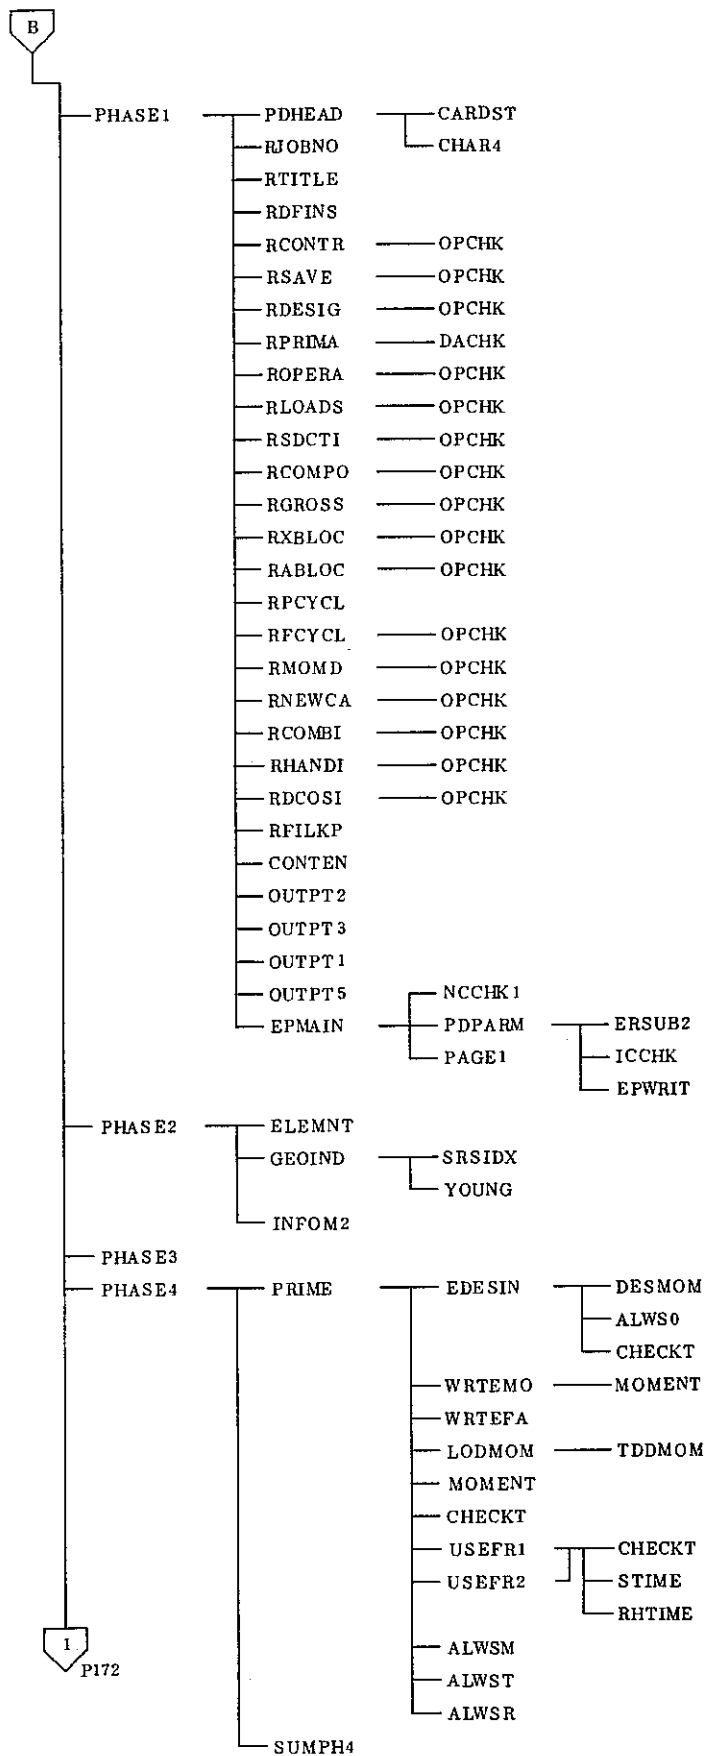 B
PHASE1 PDHEAD CARDST
RJOBNO CHAR4
RTITLE
RDFINS
RCONTR OPCHK
RSAVE OPCHK
RDESIG OPCHK
RPRIMA DACHK
ROPERA OPCHK
RLOADS OPCHK
RSDCTI OPCHK
RCOMPO OPCHK
RGROSS OPCHK
RXBLOC OPCHK
RABLOC OPCHK
RPCYCL
RFCYCL OPCHK
RMOMD OPCHK
RNEWCA OPCHK
RCOMBI OPCHK
RHANDI OPCHK
RDCOSI OPCHK
RFILKP
CONTEN
OUTPT2
OUTPT3
OUTPT1
OUTPT5 NCCHK1
EPMAIN PDPARM ERSUB2
PAGE1 ICCHK
EPWRIT
PHASE2 ELEMNT
GEOIND SRSIDX
YOUNG
INFOM2
PHASE3
PHASE4 PRIME EDESIN DESMOM
ALWS0
CHECKT
WRTEMO MOMENT
WRTEFA
LODMOM TDDMOM
MOMENT
CHECKT
USEFR1 CHECKT
USEFR2 STIME
RHTIME
I ALWSM
P172 ALWST
ALWSR
SUMPH4